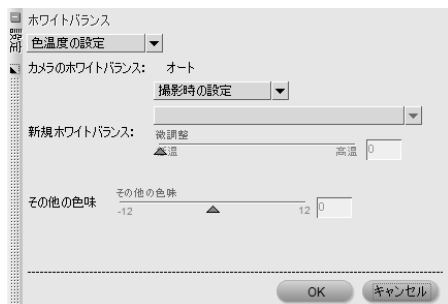 ホワイトバランス
色温度の設定
カメラのホワイトバランス: オート
撮影時の設定
新規ホワイトバランス: 微調整
高温 0
その他の色味 その他の色味
-12 12 0
OK キャンセル